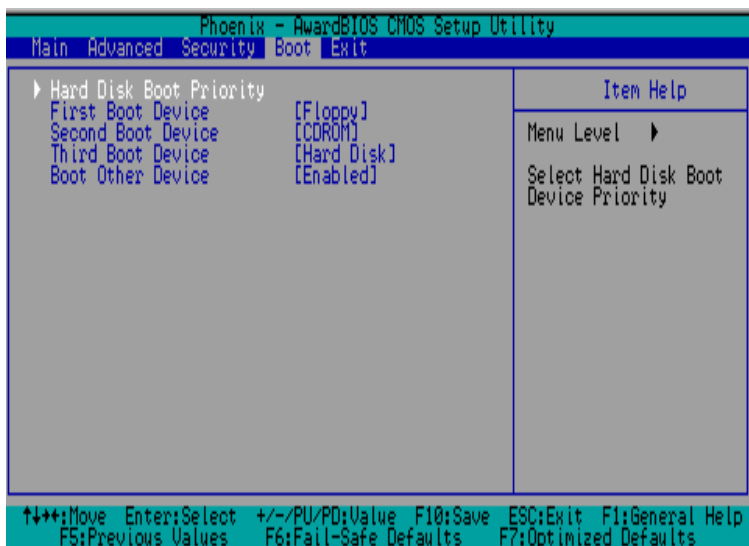 Phoenix - AwardBIOS CMOS Setup Utility
Main Advanced Security Boot Exit
Hard Disk Boot Priority
First Boot Device [Floppy]
Second Boot Device [CDROM]
Third Boot Device [Hard Disk]
Boot Other Device [Enabled]
Item Help
Menu Level
Select Hard Disk Boot
Device Priority
↑↓→←:Move Enter:Select +/-/PU/PD:Value F10:Save ESC:Exit F1:General Help
F5:Previous Values F6:Fail-Safe Defaults F7:Optimized Defaults